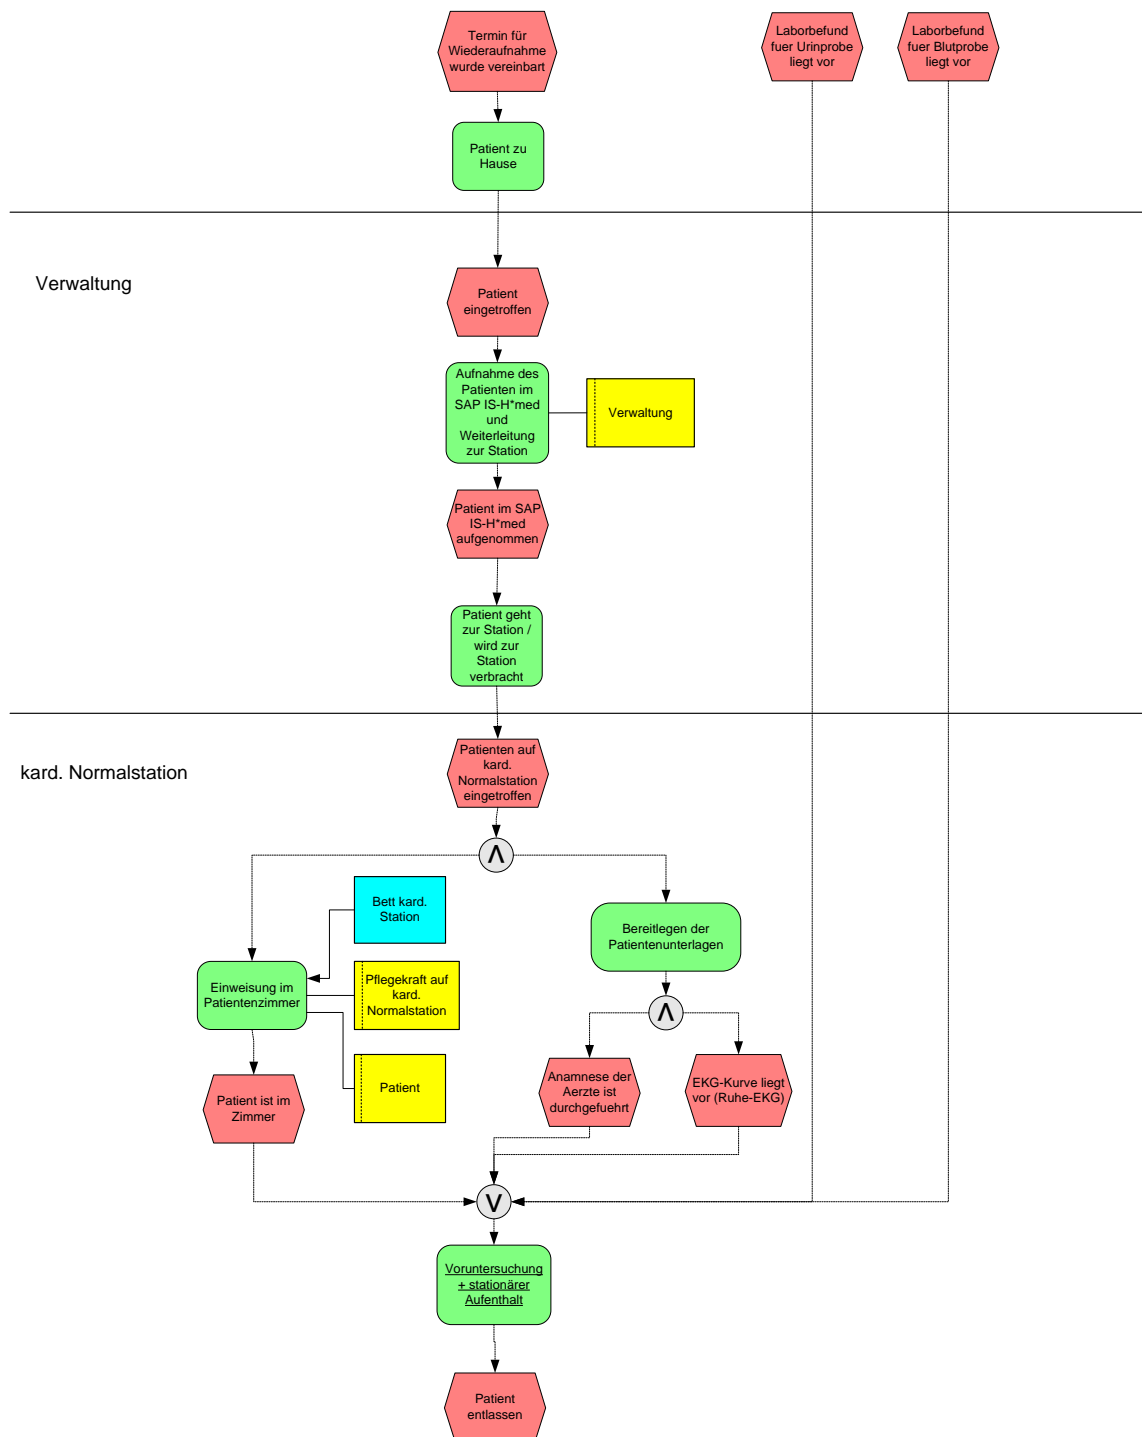 Termin für
Wiederaufnahme
wurde vereinbart
Laborbefund
fuer Urinprobe
liegt vor
Laborbefund
fuer Blutprobe
liegt vor
Patient zu
Hause
Verwaltung
Patient
eingetroffen
Aufnahme des
Patienten im
SAP IS-H*med
und
Weiterleitung
zur Station
Verwaltung
Patient im SAP
IS-H*med
aufgenommen
Patient geht
zur Station /
wird zur
Station
verbracht
kard. Normalstation
Patienten auf
kard.
Normalstation
eingetroffen
Λ
Bett kard.
Station
Bereitlegen der
Patientenunterlagen
Einweisung im
Patientenzimmer
Pflegekraft auf
kard.
Normalstation
Λ
Patient
Patient ist im
Zimmer
Anamnese der
Aerzte ist
durchgefuehrt
EKG-Kurve liegt
vor (Ruhe-EKG)
V
Voruntersuchung
+ stationärer
Aufenthalt
Patient
entlassen